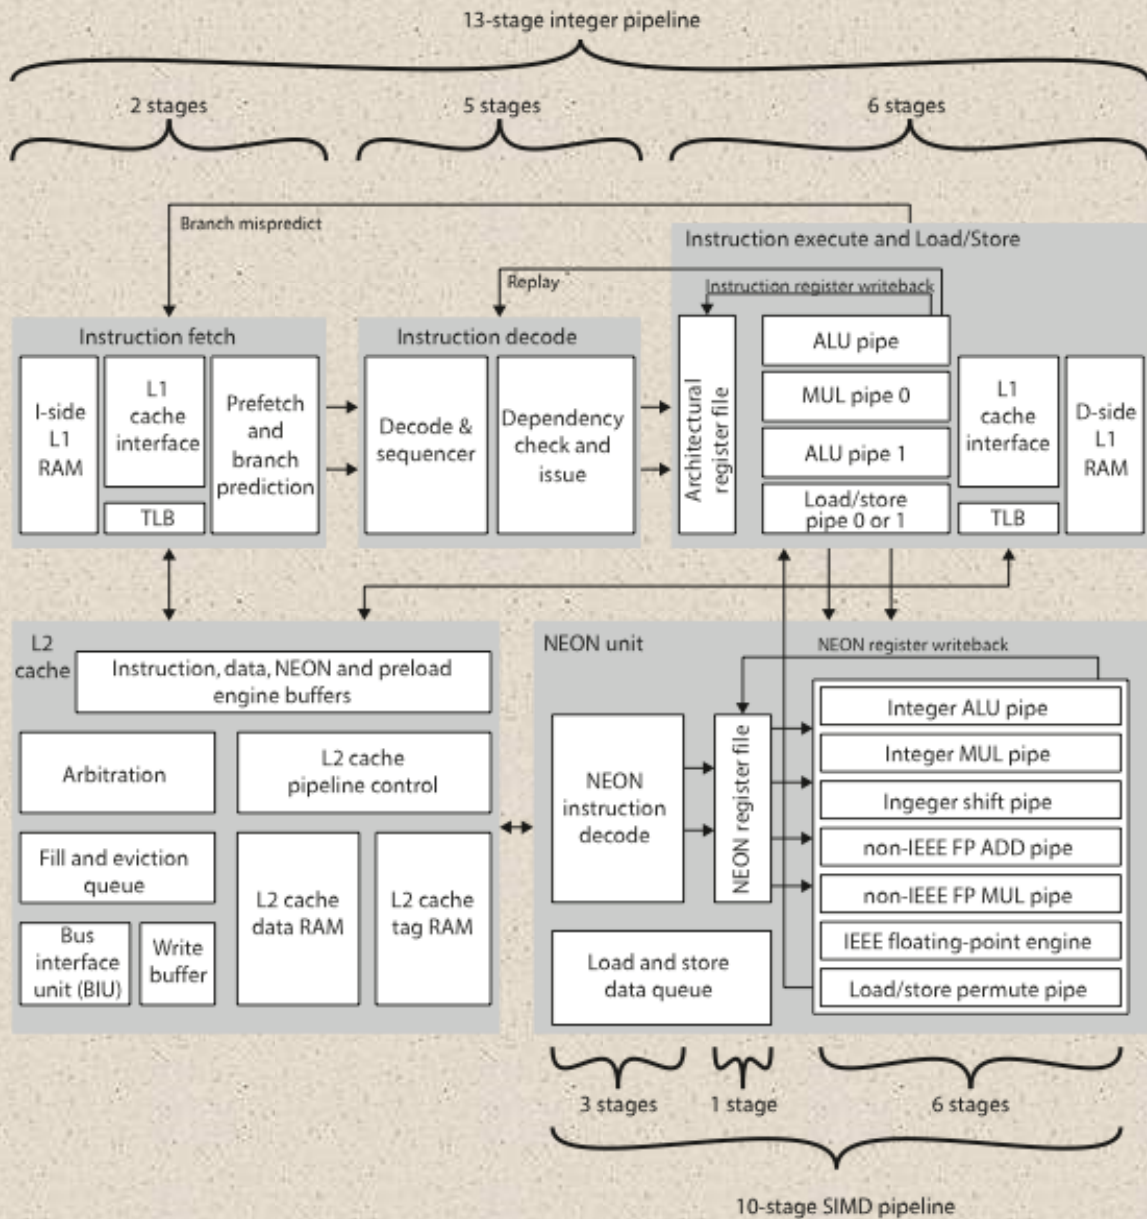 13-stage integer pipeline
2 stages
5 stages
6 stages
Branch mispredict
Instruction execute and Load/Store
Replay
Instruction register writeback
Instruction fetch
Instruction decode
I-side
L1
RAM
L1
cache
interface
TLB
Prefetch
and
branch
prediction
Decode &
sequencer
Dependency
check and
issue
Architectural
register file
ALU pipe
MUL pipe 0
ALU pipe 1
Load/store
pipe 0 or 1
L1
cache
interface
TLB
D-side
L1
RAM
L2
cache
Instruction, data, NEON and preload
engine buffers
Arbitration
L2 cache
pipeline control
Fill and eviction
queue
L2 cache
data RAM
L2 cache
tag RAM
Bus
interface
unit (BIU)
Write
buffer
NEON unit
NEON register writeback
NEON
instruction
decode
NEON register file
Integer ALU pipe
Integer MUL pipe
Ingeger shift pipe
non-IEEE FP ADD pipe
non-IEEE FP MUL pipe
IEEE floating-point engine
Load/store permute pipe
Load and store
data queue
3 stages
1 stage
6 stages
10-stage SIMD pipeline